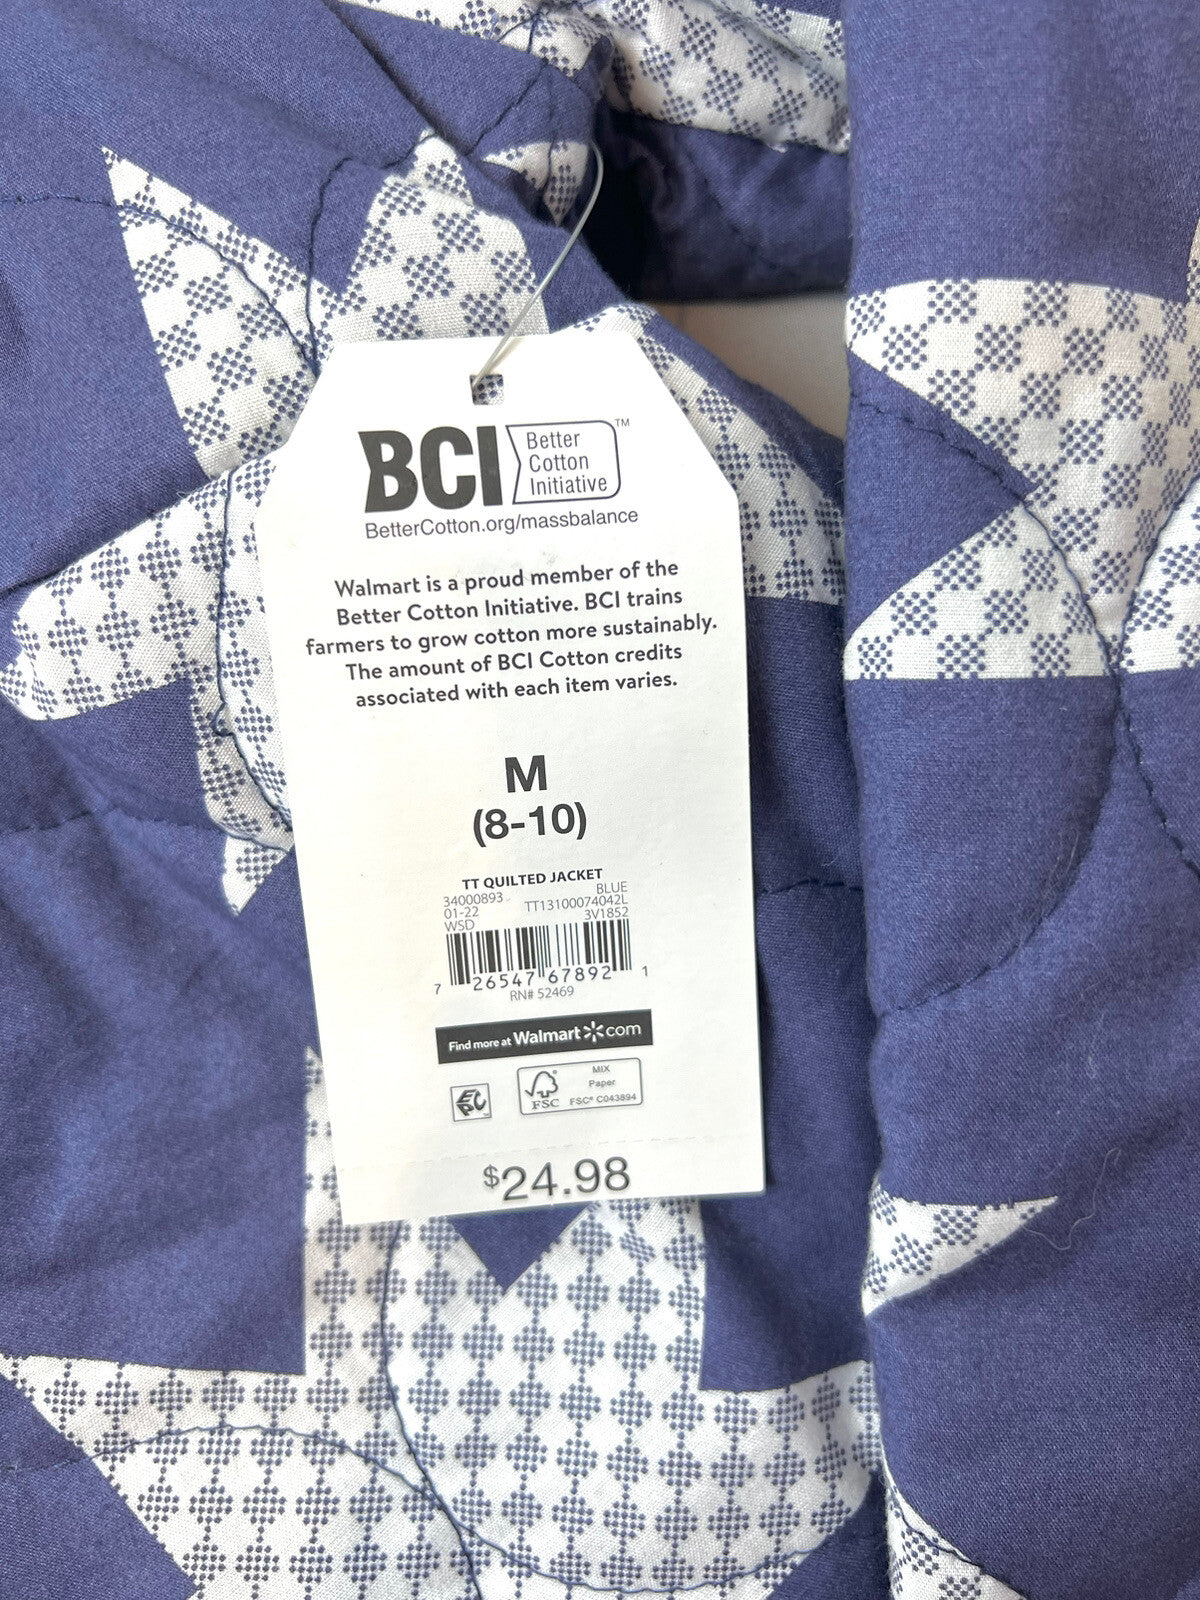 BCI Better Cotton Initiative™
BetterCotton.org/massbalance
Walmart is a proud member of the
Better Cotton Initiative. BCI trains
farmers to grow cotton more sustainably.
The amount of BCI Cotton credits
associated with each item varies.
M
(8-10)
TT QUILTED JACKET
34000893 BLUE
01-22 TT13100074042L
WSD 3V1852
7 26547 67892 1
RN# 52469
Find more at Walmart com
EPC
FSC
MIX
Paper
FSC® C043894
$24.98